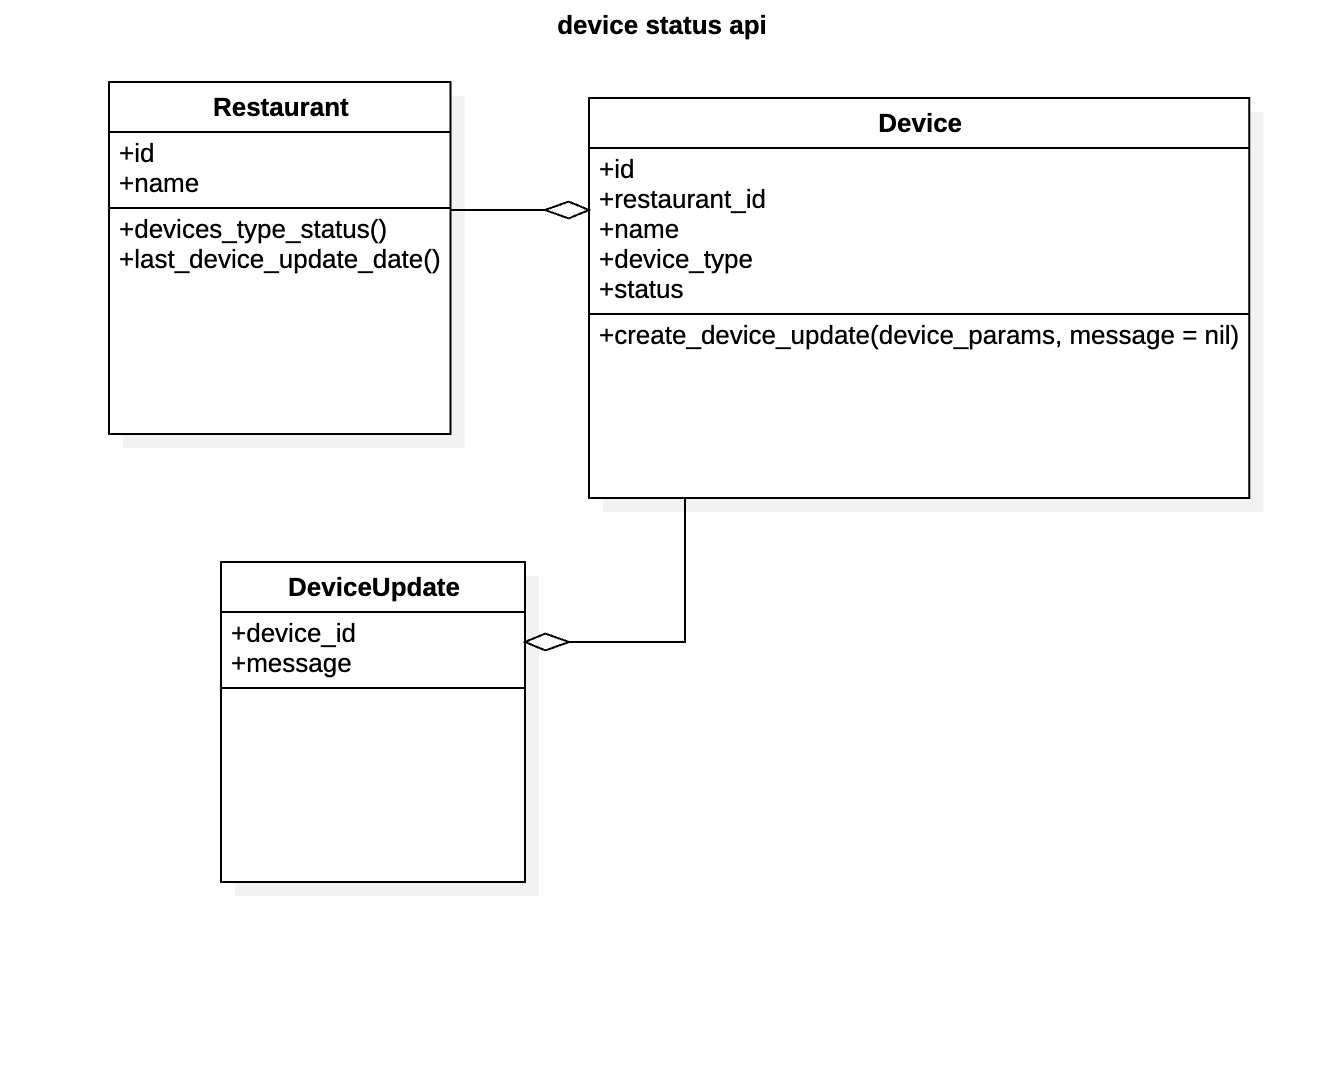 device status api
Restaurant
+id
+name
+devices_type_status()
+last_device_update_date()
Device
+id
+restaurant_id
+name
+device_type
+status
+create_device_update(device_params, message = nil)
DeviceUpdate
+device_id
+message